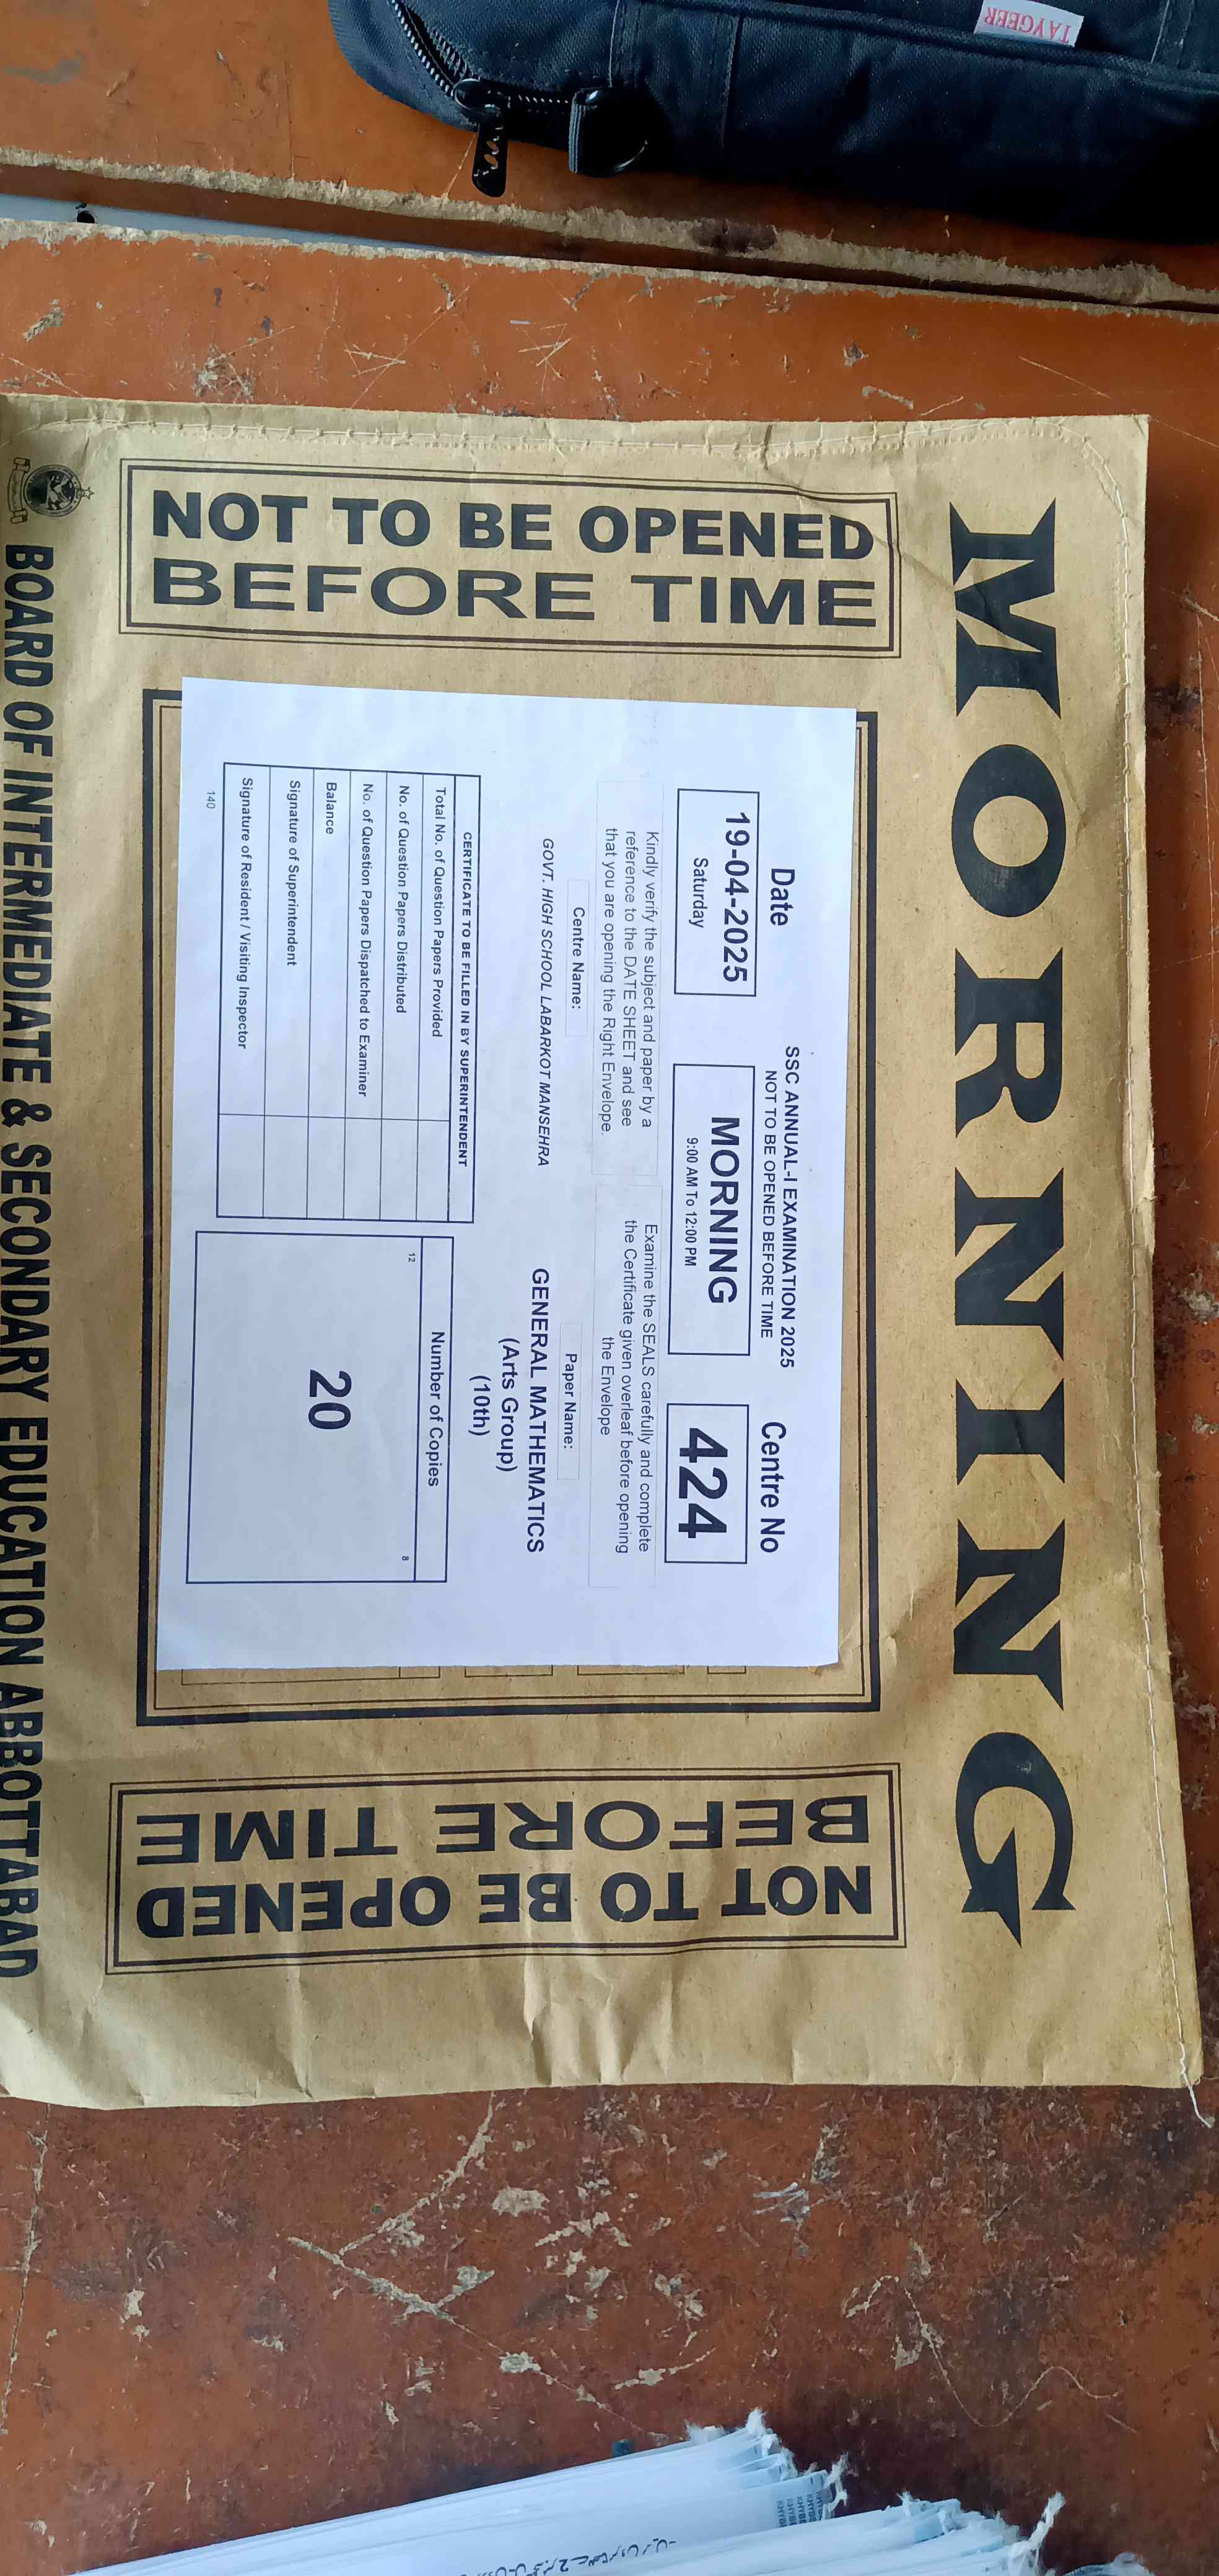 TAYGEER
MORNING
NOT TO BE OPENED
BEFORE TIME
Date
19-04-2025
Saturday
SSC ANNUAL-I EXAMINATION 2025
NOT TO BE OPENED BEFORE TIME
MORNING
9:00 AM To 12:00 PM
Centre No
424
Kindly verify the subject and paper by a
reference to the DATE SHEET and see
that you are opening the Right Envelope.
Examine the SEALS carefully and complete
the Certificate given overleaf before opening
the Envelope
Centre Name:
GOVT. HIGH SCHOOL LABARKOT MANSEHRA
Paper Name:
GENERAL MATHEMATICS
(Arts Group)
(10th)
CERTIFICATE TO BE FILLED IN BY SUPERINTENDENT
Total No. of Question Papers Provided
No. of Question Papers Distributed
No. of Question Papers Dispatched to Examiner
Balance
Signature of Superintendent
Signature of Resident / Visiting Inspector
140
Number of Copies
12
8
20
NOT TO BE OPENED
BEFORE TIME
BOARD OF INTERMEDIATE & SECONDARY EDUCATION ABBOTTABAD